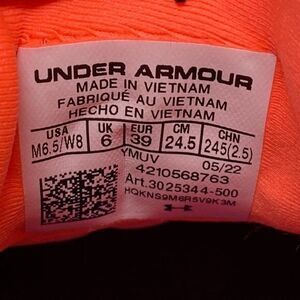 UNDER ARMOUR
MADE IN VIETNAM
FABRIQUÉ AU VIETNAM
HECHO EN VIETNAM
USA UK EUR CM CHN
M6.5/W8 6 39 24.5 245(2.5)
YMUV 05/22
4210568763
Art.3025344-500
HQKNS9M6R5V9K3M